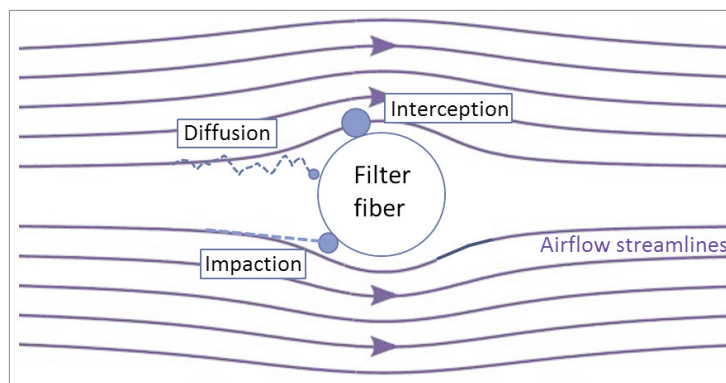 Interception
Diffusion
Filter
fiber
Airflow streamlines
Impaction